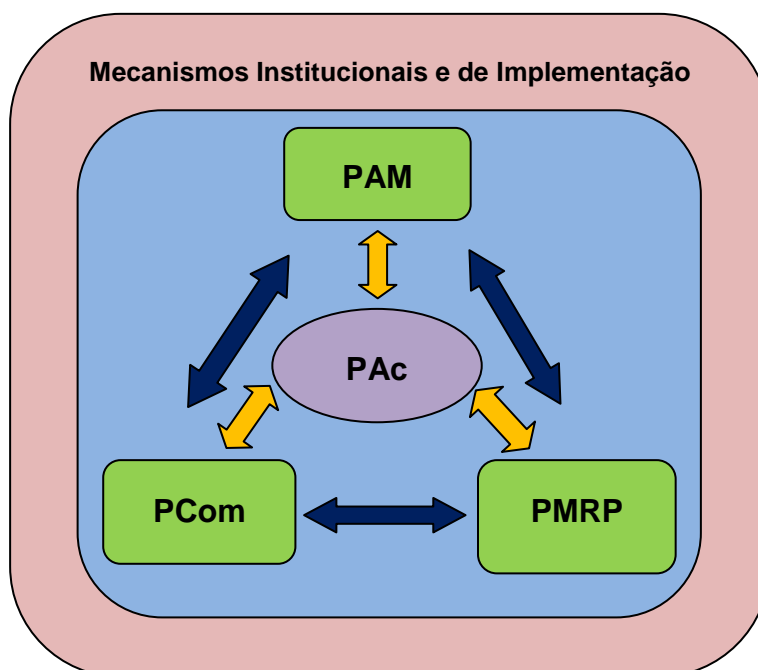 Mecanismos Institucionais e de Implementação
PAM
PAc
PCom
PMRP